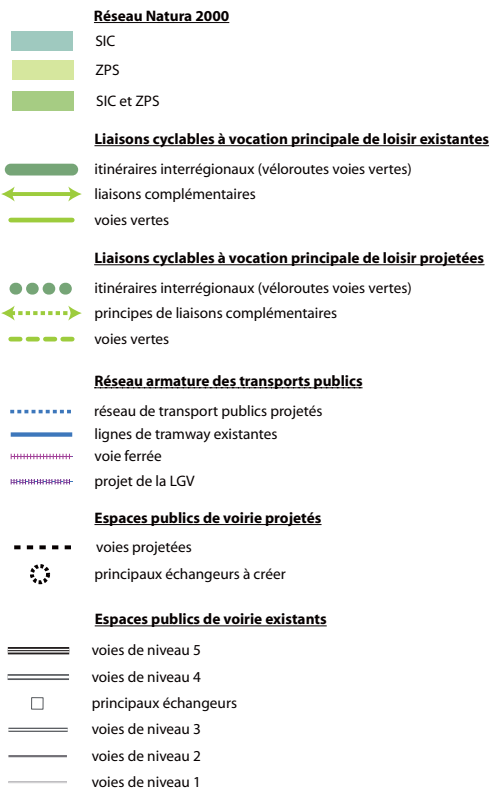 Réseau Natura 2000
SIC
ZPS
SIC et ZPS
Liaisons cyclables à vocation principale de loisir existantes
itinéraires interrégionaux (véloroutes voies vertes)
liaisons complémentaires
voies vertes
Liaisons cyclables à vocation principale de loisir projetées
itinéraires interrégionaux (véloroutes voies vertes)
principes de liaisons complémentaires
voies vertes
Réseau armature des transports publics
réseau de transport publics projetés
lignes de tramway existantes
voie ferrée
projet de la LGV
Espaces publics de voirie projetés
voies projetées
principaux échangeurs à créer
Espaces publics de voirie existants
voies de niveau 5
voies de niveau 4
principaux échangeurs
voies de niveau 3
voies de niveau 2
voies de niveau 1